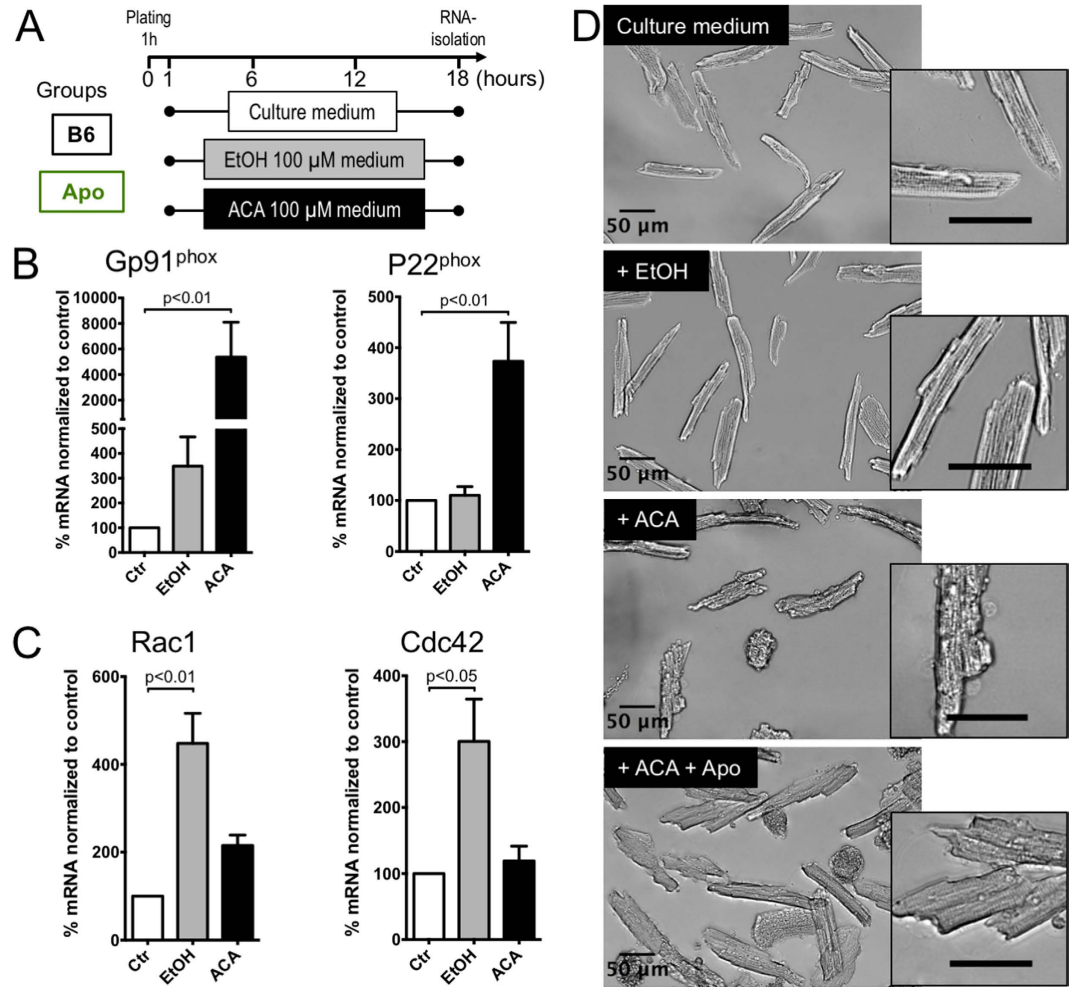 A
Plating
1h
RNA-
isolation
0 1 6 12 18 (hours)
Groups
B6
Apo
Culture medium
EtOH 100 µM medium
ACA 100 µM medium
B
Gp91phox
% mRNA normalized to control
p<0.01
10000
8000
6000
4000
2000
500
400
300
200
100
0
Ctr
EtOH
ACA
P22phox
% mRNA normalized to control
p<0.01
500
400
300
200
100
0
Ctr
EtOH
ACA
C
Rac1
% mRNA normalized to control
p<0.01
600
400
200
0
Ctr
EtOH
ACA
Cdc42
% mRNA normalized to control
p<0.05
400
300
200
100
0
Ctr
EtOH
ACA
D
Culture medium
50 µm
+ EtOH
50 µm
+ ACA
50 µm
+ ACA + Apo
50 µm